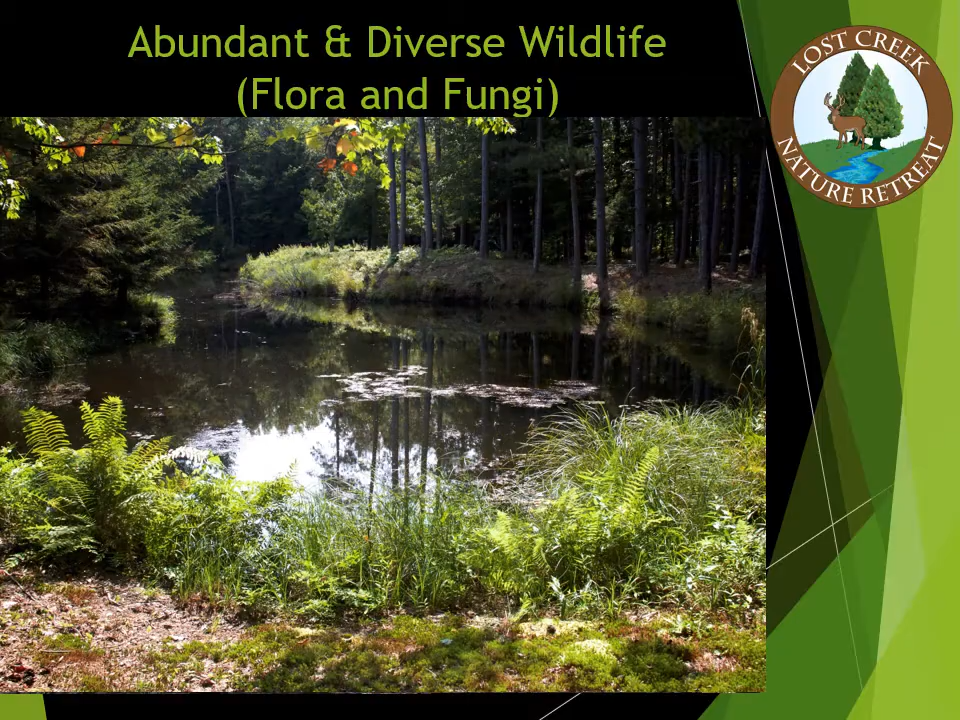 Abundant & Diverse Wildlife
(Flora and Fungi)
LOST CREEK
NATURE RETREAT